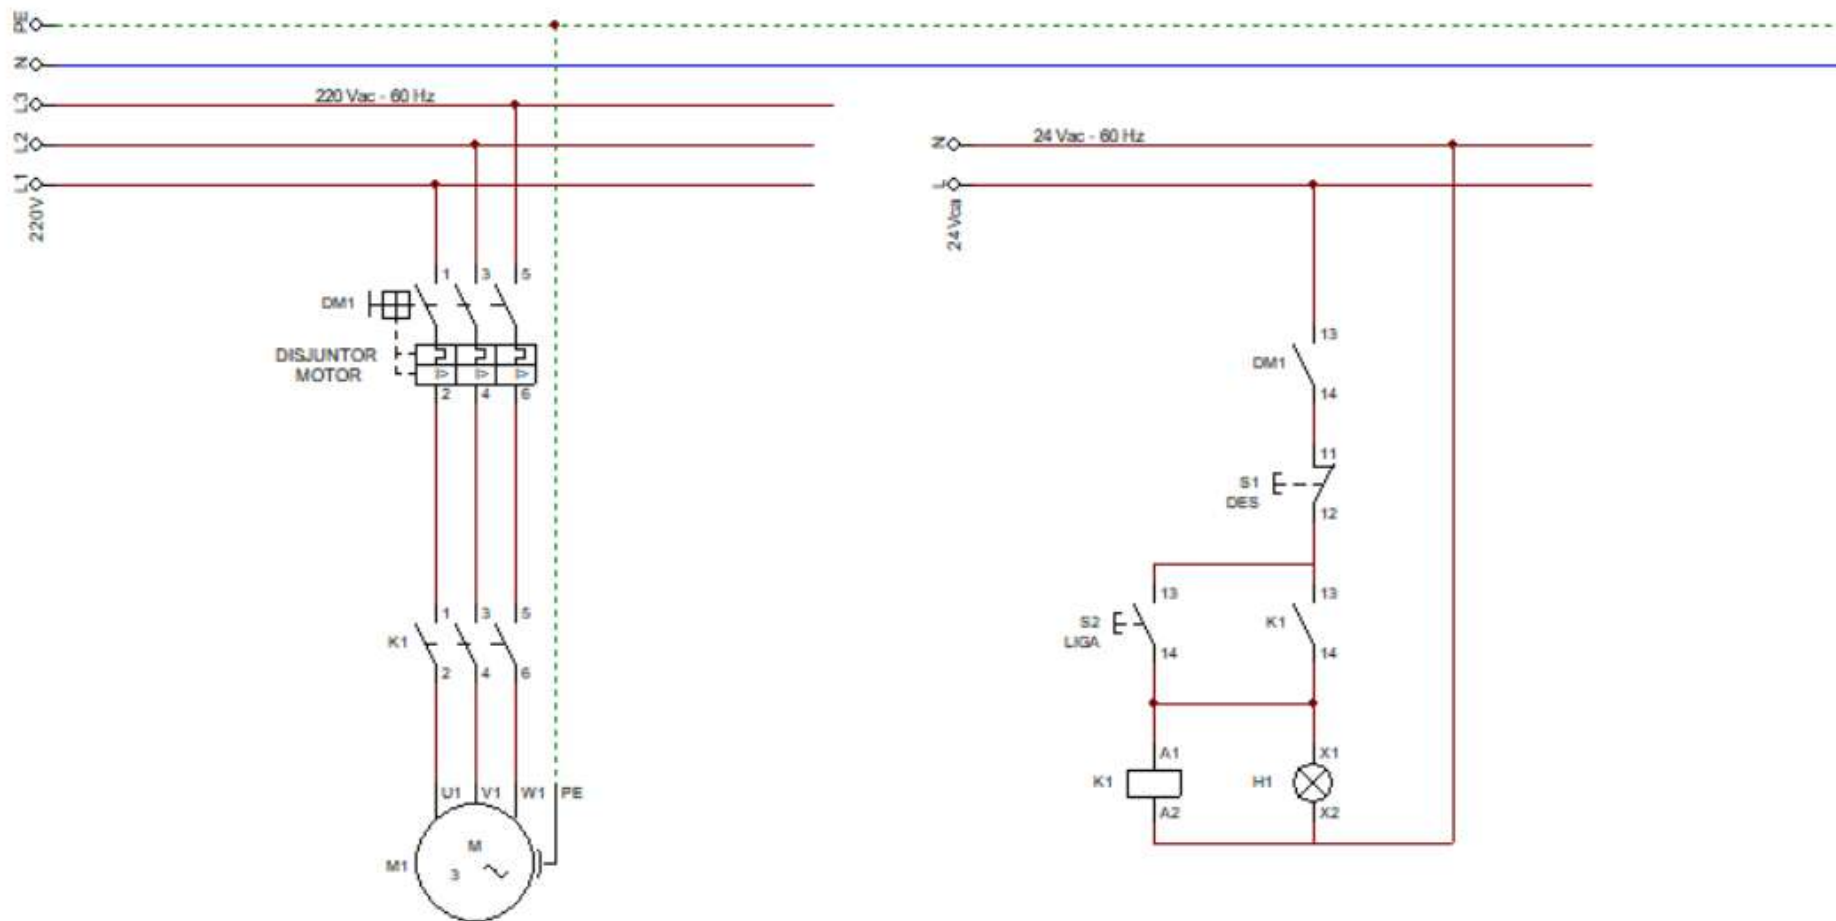 PE
N
L3
L2
L1
220V
220 Vac - 60 Hz
1 3 5
DM1
DISJUNTOR
MOTOR
2 4 6
1 3 5
K1
2 4 6
U1 V1 W1 PE
M
M1
3
N
L
24Vca
24 Vac - 60 Hz
13
DM1
14
11
S1
DES
12
13
S2
LIGA
14
13
K1
14
A1
K1
A2
X1
H1
X2